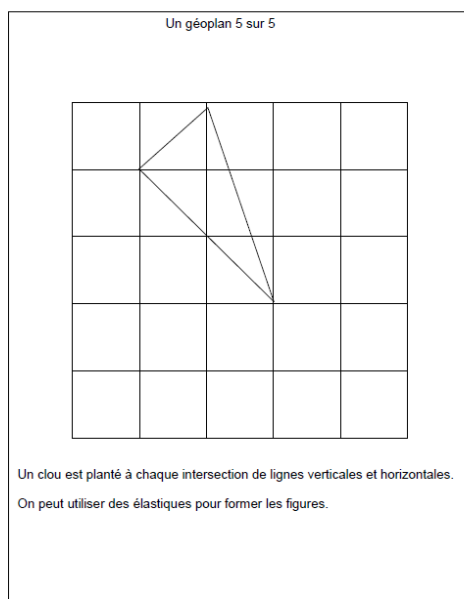 Un géoplan 5 sur 5
Un clou est planté à chaque intersection de lignes verticales et horizontales.
On peut utiliser des élastiques pour former les figures.